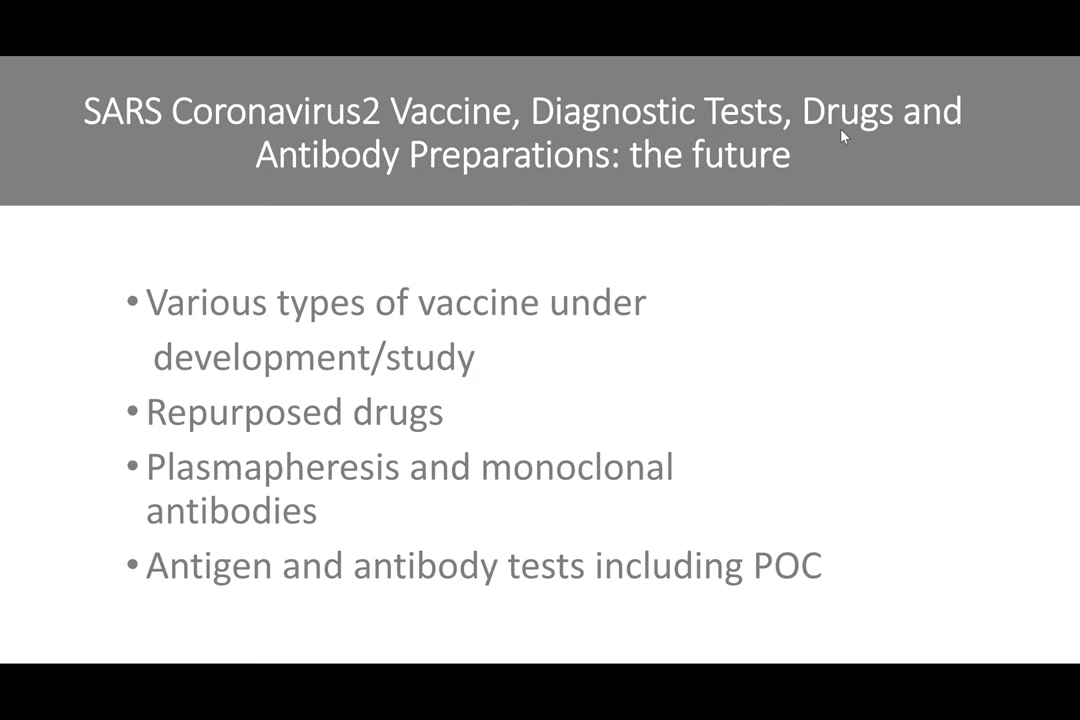 SARS Coronavirus2 Vaccine, Diagnostic Tests, Drugs and
Antibody Preparations: the future
• Various types of vaccine under
development/study
• Repurposed drugs
• Plasmapheresis and monoclonal
antibodies
• Antigen and antibody tests including POC